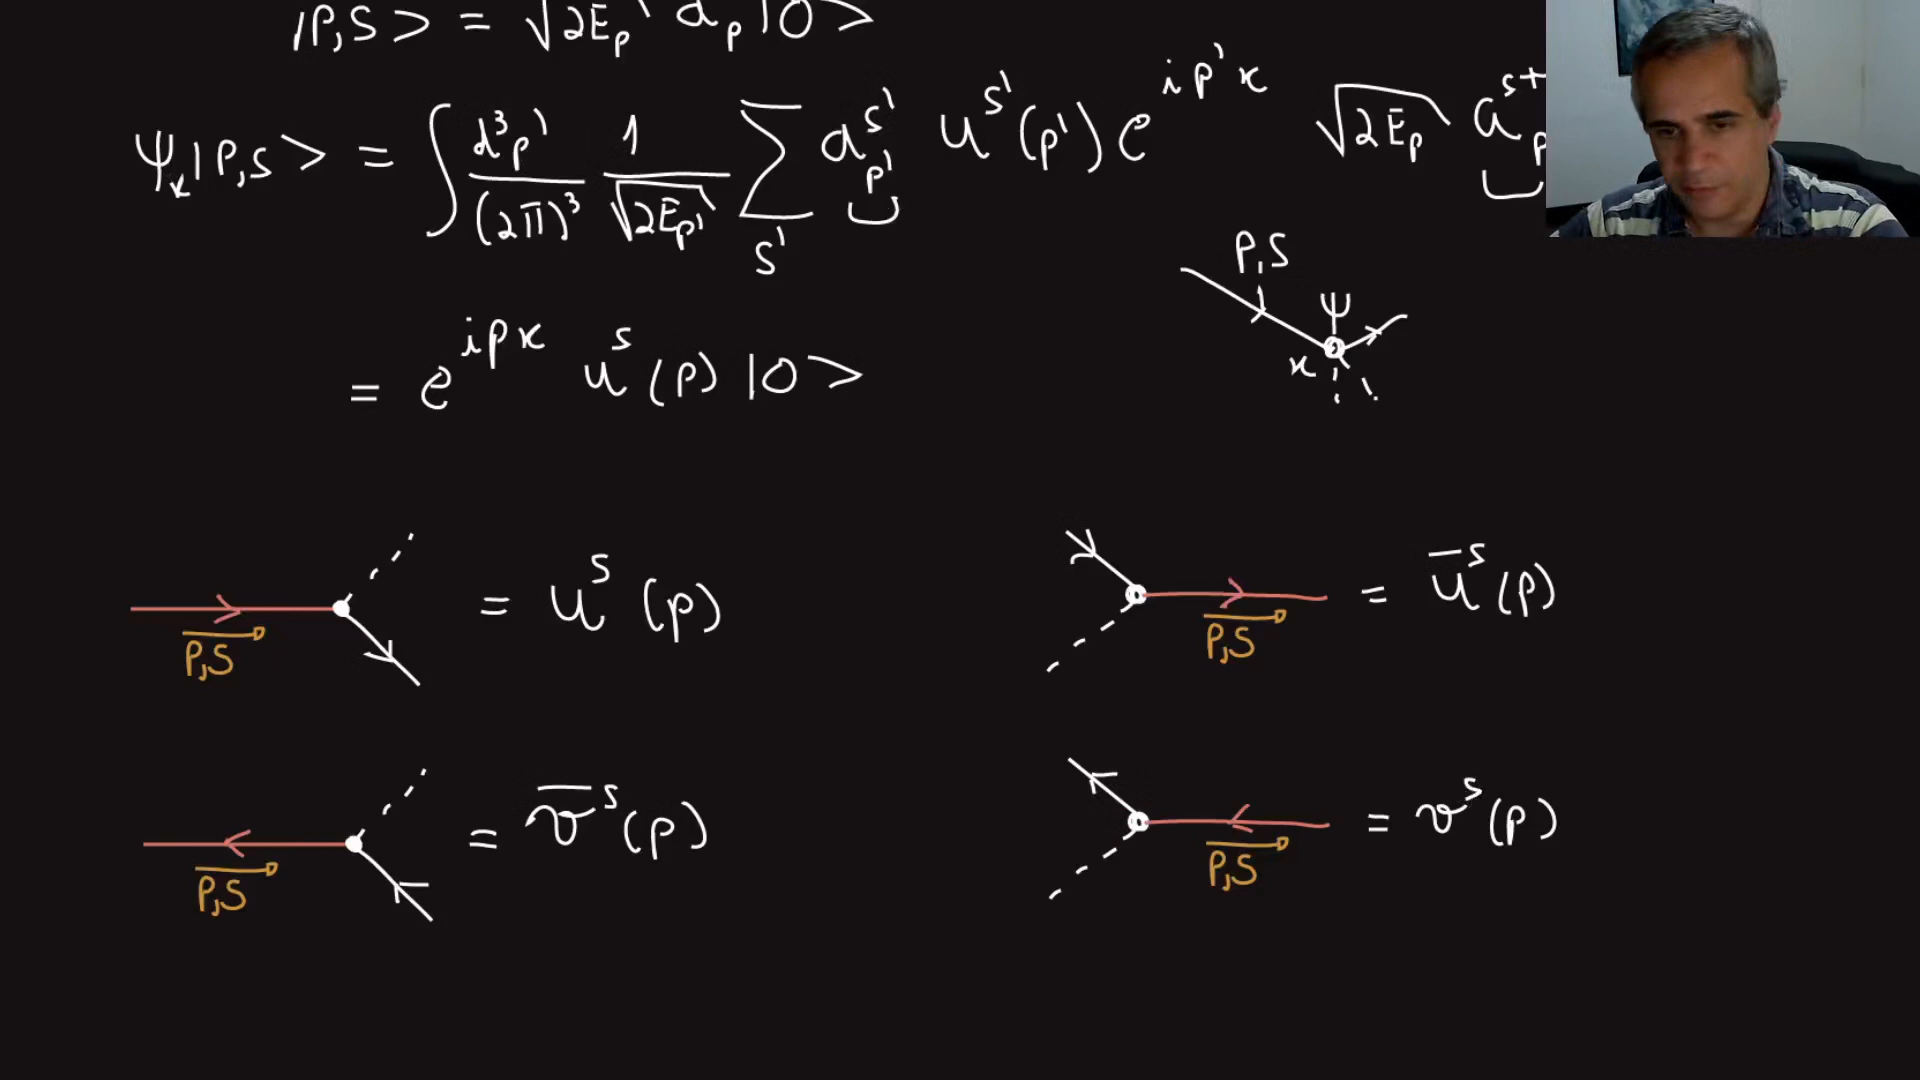 |P,S> = √2E_p a_p |0>
ψ_x|P,S> = ∫ d³p'/(2π)³ 1/√2E_p' Σ_s' a_p'^s' u^s'(p') e^{ip'x} √2E_p a_p^s†
P,S
ψ
x
= e^{ipx} u^s(p) |0>
P,S = u^s(p)
P,S = ū^s(p)
P,S = v̄^s(p)
P,S = v^s(p)